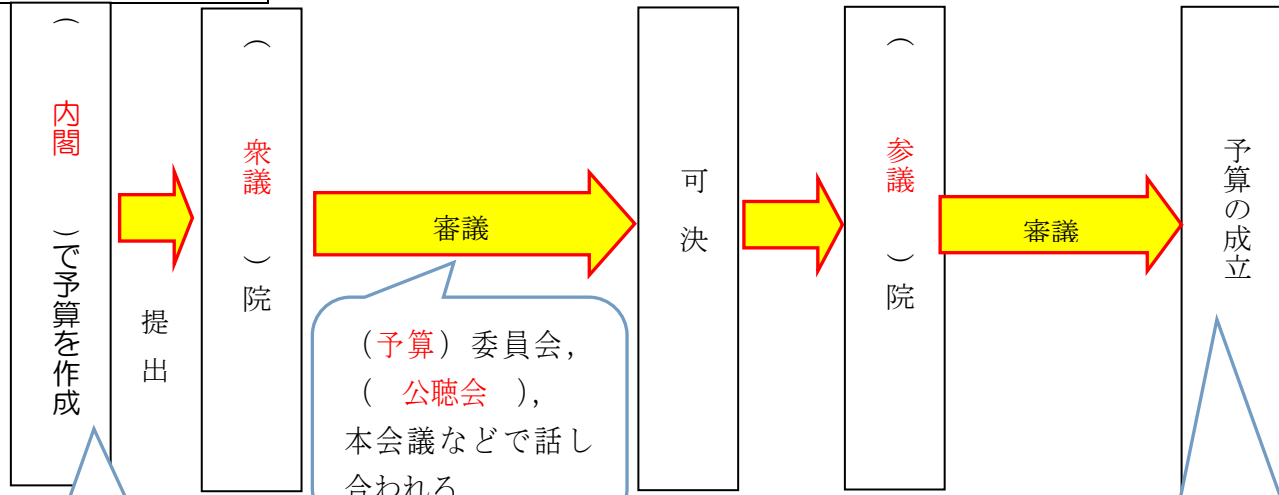 （　内閣　）で予算を作成
提出
（　衆議　）院
審議
（予算）委員会，
（　公聴会　），
本会議などで話し
合われる
可決
（　参議　）院
審議
予算の成立